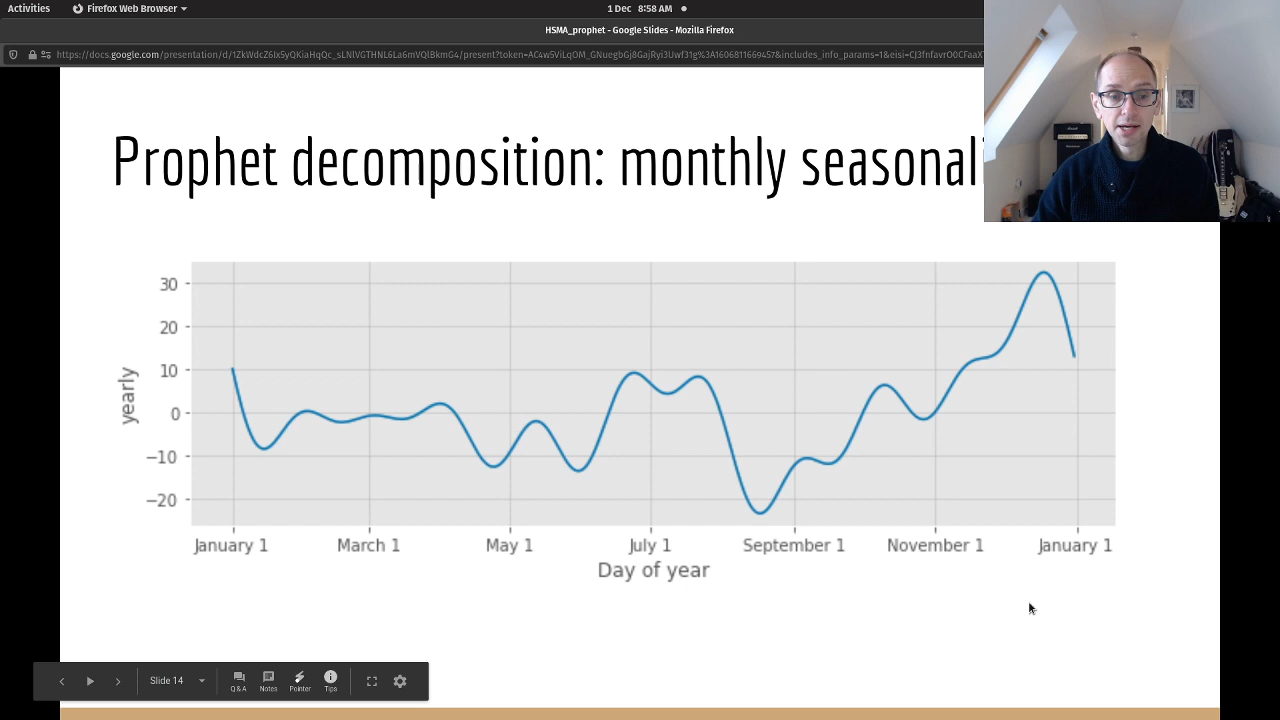 Activities Firefox Web Browser 1 Dec 8:58 AM
HSMA_prophet - Google Slides - Mozilla Firefox
Prophet decomposition: monthly seasonali
30
20
10
0
−10
−20
yearly
January 1 March 1 May 1 July 1 September 1 November 1 January 1
Day of year
Slide 14
Q & A Notes Pointer Tips